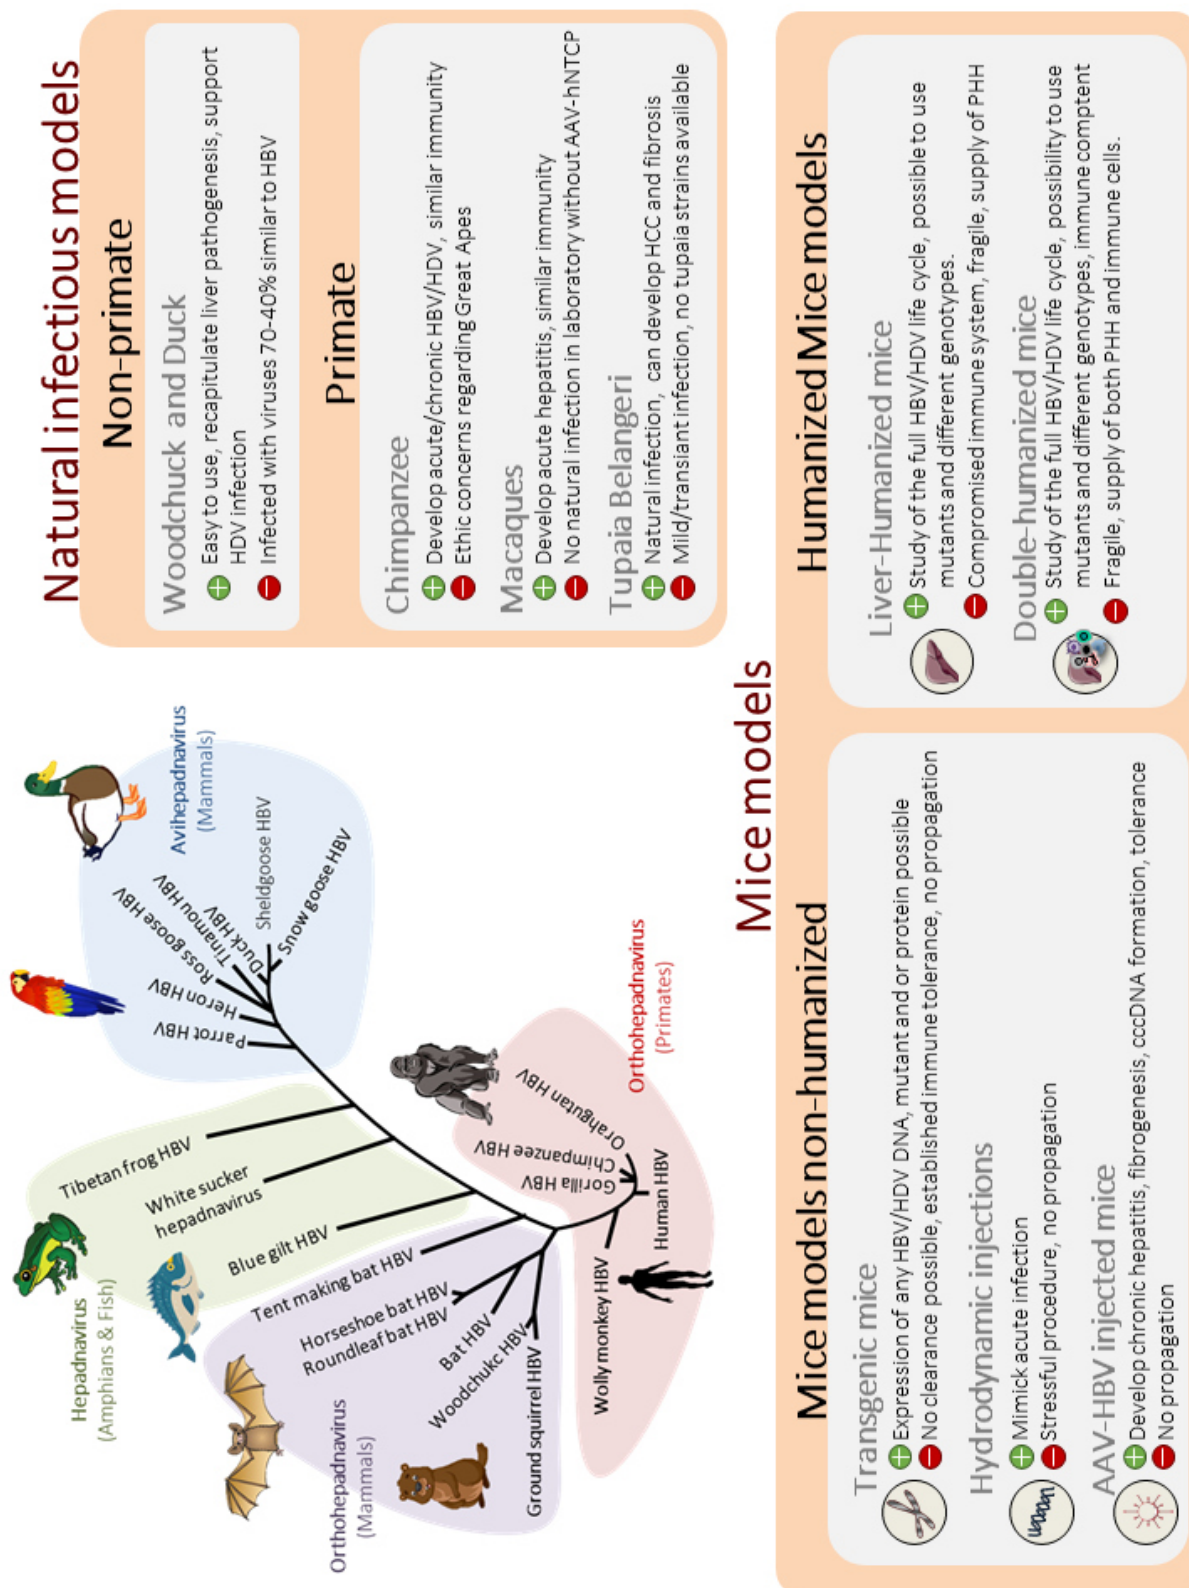 Hepadnavirus
(Amphians & Fish)
Tibetan frog HBV
White sucker
hepadnavirus
Blue gilt HBV
Avihepadnavirus
(Mammals)
Parrot HBV
Heron HBV
Ross goose HBV
Tinamou HBV
Duck HBV
Sheldgoose HBV
Snow goose HBV
Orthohepadnavirus
(Mammals)
Tent making bat HBV
Horseshoe bat HBV
Roundleaf bat HBV
Bat HBV
Woodchukc HBV
Ground squirrel HBV
Orthohepadnavirus
(Primates)
Wolly monkey HBV
Human HBV
Gorilla HBV
Chimpanzee HBV
Orahgutan HBV
Natural infectious models
Non-primate
Woodchuck and Duck
Easy to use, recapitulate liver pathogenesis, support
HDV infection
Infected with viruses 70-40% similar to HBV
Primate
Chimpanzee
Develop acute/chronic HBV/HDV, similar immunity
Ethic concerns regarding Great Apes
Macaques
Develop acute hepatitis, similar immunity
No natural infection in laboratory without AAV-hNTCP
Tupaia Belangeri
Natural infection, can develop HCC and fibrosis
Mild/transiant infection, no tupaia strains available
Mice models
Mice models non-humanized
Transgenic mice
Expression of any HBV/HDV DNA, mutant and or protein possible
No clearance possible, established immune tolerance, no propagation
Hydrodynamic injections
Mimick acute infection
Stressful procedure, no propagation
AAV-HBV injected mice
Develop chronic hepatitis, fibrogenesis, cccDNA formation, tolerance
No propagation
Humanized Mice models
Liver-Humanized mice
Study of the full HBV/HDV life cycle, possible to use
mutants and different genotypes.
Compromised immune system, fragile, supply of PHH
Double-humanized mice
Study of the full HBV/HDV life cycle, possibility to use
mutants and different genotypes, immune comptent
Fragile, supply of both PHH and immune cells.